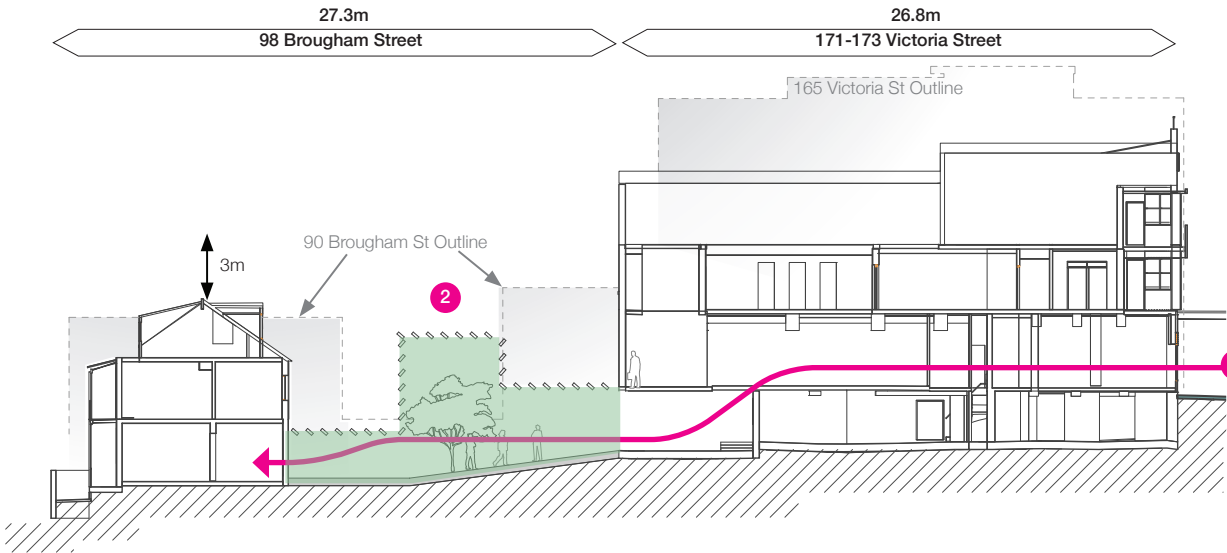 27.3m
98 Brougham Street
26.8m
171-173 Victoria Street
165 Victoria St Outline
90 Brougham St Outline
3m
2